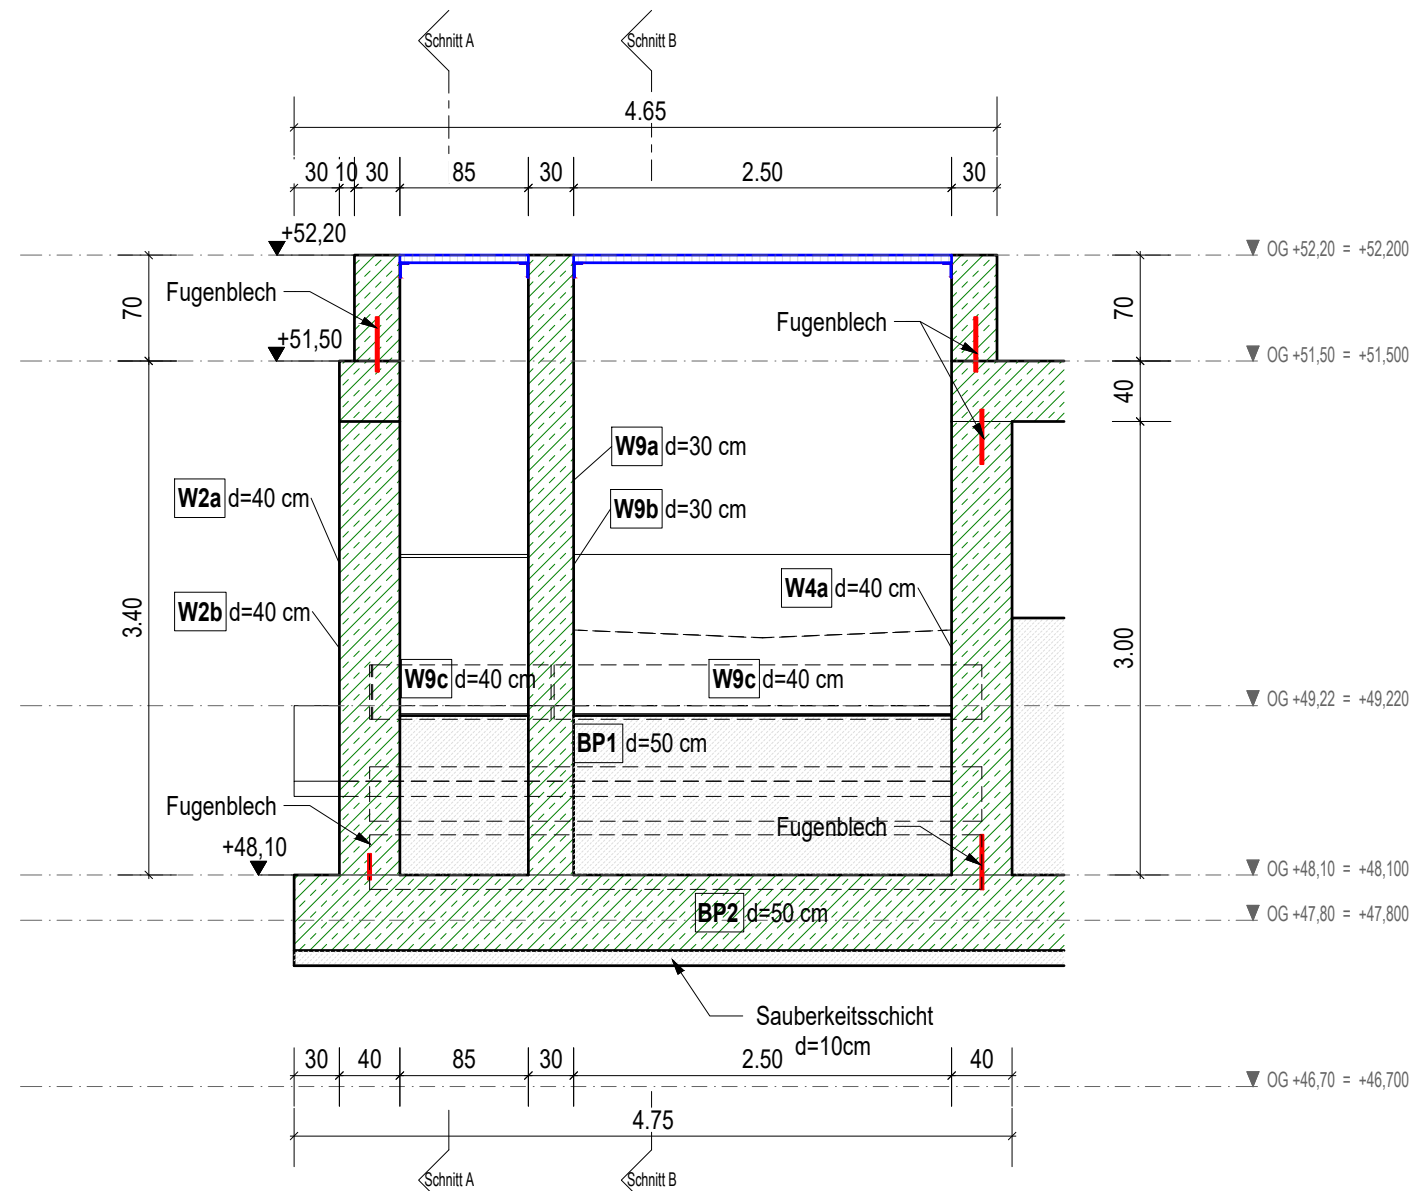 Schnitt A
Schnitt B
4.65
30 10 30 85 30 2.50 30
+52,20
OG +52,20 = +52,200
Fugenblech
70
70
Fugenblech
+51,50
OG +51,50 = +51,500
40
W9a d=30 cm
W2a d=40 cm
W9b d=30 cm
W4a d=40 cm
W2b d=40 cm
3.40
3.00
W9c d=40 cm
W9c d=40 cm
OG +49,22 = +49,220
BP1 d=50 cm
Fugenblech
Fugenblech
+48,10
OG +48,10 = +48,100
BP2 d=50 cm
OG +47,80 = +47,800
Sauberkeitsschicht
d=10cm
30 40 85 30 2.50 40
OG +46,70 = +46,700
4.75
Schnitt A
Schnitt B